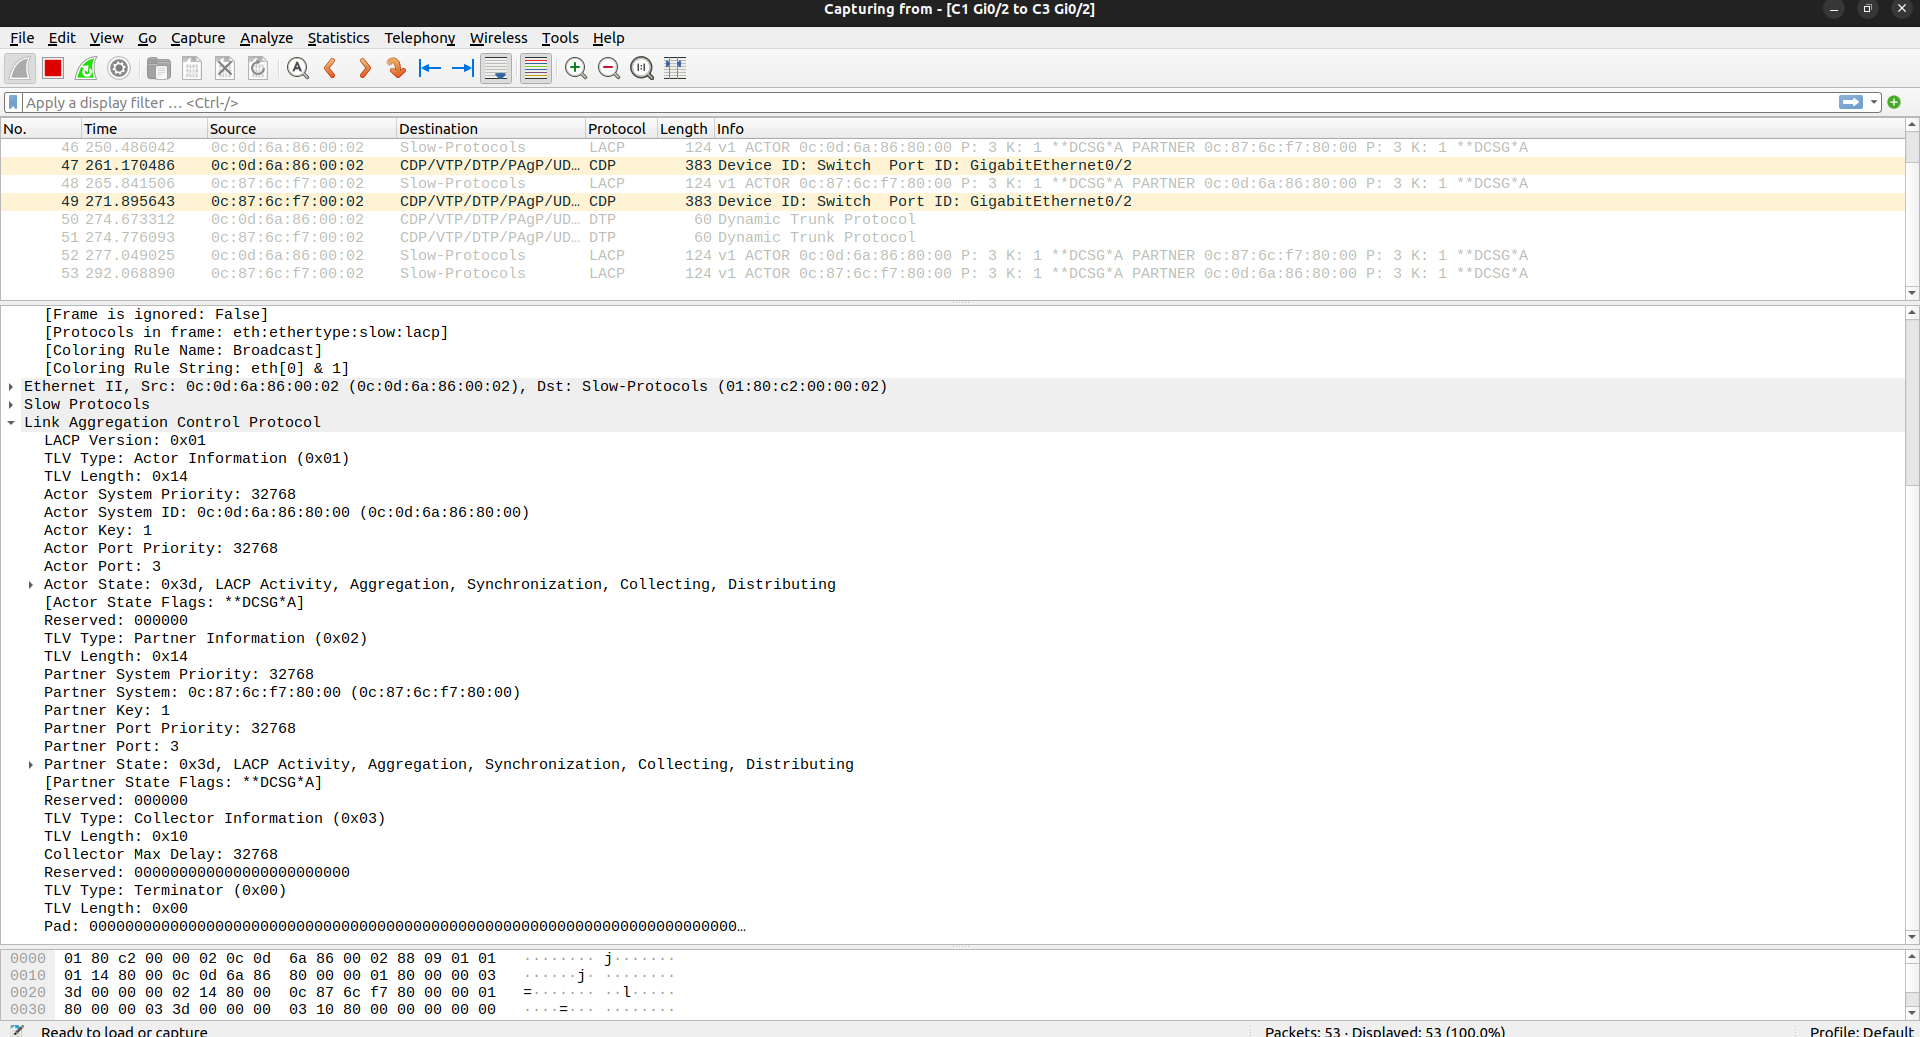 Capturing from - [C1 Gi0/2 to C3 Gi0/2]
File Edit View Go Capture Analyze Statistics Telephony Wireless Tools Help
Apply a display filter … <Ctrl-/>
No. Time Source Destination Protocol Length Info
46 250.486042 0c:0d:6a:86:00:02 Slow-Protocols LACP 124 v1 ACTOR 0c:0d:6a:86:80:00 P: 3 K: 1 **DCSG*A PARTNER 0c:87:6c:f7:80:00 P: 3 K: 1 **DCSG*A
47 261.170486 0c:0d:6a:86:00:02 CDP/VTP/DTP/PAgP/UD… CDP 383 Device ID: Switch Port ID: GigabitEthernet0/2
48 265.841506 0c:87:6c:f7:00:02 Slow-Protocols LACP 124 v1 ACTOR 0c:87:6c:f7:80:00 P: 3 K: 1 **DCSG*A PARTNER 0c:0d:6a:86:80:00 P: 3 K: 1 **DCSG*A
49 271.895643 0c:87:6c:f7:00:02 CDP/VTP/DTP/PAgP/UD… CDP 383 Device ID: Switch Port ID: GigabitEthernet0/2
50 274.673312 0c:0d:6a:86:00:02 CDP/VTP/DTP/PAgP/UD… DTP 60 Dynamic Trunk Protocol
51 274.776093 0c:87:6c:f7:00:02 CDP/VTP/DTP/PAgP/UD… DTP 60 Dynamic Trunk Protocol
52 277.049025 0c:0d:6a:86:00:02 Slow-Protocols LACP 124 v1 ACTOR 0c:0d:6a:86:80:00 P: 3 K: 1 **DCSG*A PARTNER 0c:87:6c:f7:80:00 P: 3 K: 1 **DCSG*A
53 292.068890 0c:87:6c:f7:00:02 Slow-Protocols LACP 124 v1 ACTOR 0c:87:6c:f7:80:00 P: 3 K: 1 **DCSG*A PARTNER 0c:0d:6a:86:80:00 P: 3 K: 1 **DCSG*A
[Frame is ignored: False]
[Protocols in frame: eth:ethertype:slow:lacp]
[Coloring Rule Name: Broadcast]
[Coloring Rule String: eth[0] & 1]
Ethernet II, Src: 0c:0d:6a:86:00:02 (0c:0d:6a:86:00:02), Dst: Slow-Protocols (01:80:c2:00:00:02)
Slow Protocols
Link Aggregation Control Protocol
LACP Version: 0x01
TLV Type: Actor Information (0x01)
TLV Length: 0x14
Actor System Priority: 32768
Actor System ID: 0c:0d:6a:86:80:00 (0c:0d:6a:86:80:00)
Actor Key: 1
Actor Port Priority: 32768
Actor Port: 3
Actor State: 0x3d, LACP Activity, Aggregation, Synchronization, Collecting, Distributing
[Actor State Flags: **DCSG*A]
Reserved: 000000
TLV Type: Partner Information (0x02)
TLV Length: 0x14
Partner System Priority: 32768
Partner System: 0c:87:6c:f7:80:00 (0c:87:6c:f7:80:00)
Partner Key: 1
Partner Port Priority: 32768
Partner Port: 3
Partner State: 0x3d, LACP Activity, Aggregation, Synchronization, Collecting, Distributing
[Partner State Flags: **DCSG*A]
Reserved: 000000
TLV Type: Collector Information (0x03)
TLV Length: 0x10
Collector Max Delay: 32768
Reserved: 000000000000000000000000
TLV Type: Terminator (0x00)
TLV Length: 0x00
Pad: 000000000000000000000000000000000000000000000000000000000000000000000000…
0000 01 80 c2 00 00 02 0c 0d 6a 86 00 02 88 09 01 01 ········ j·······
0010 01 14 80 00 0c 0d 6a 86 80 00 00 01 80 00 00 03 ······j· ········
0020 3d 00 00 00 02 14 80 00 0c 87 6c f7 80 00 00 01 =······· ··l·····
0030 80 00 00 03 3d 00 00 00 03 10 80 00 00 00 00 00 ····=··· ········
Ready to load or capture Packets: 53 · Displayed: 53 (100.0%) Profile: Default